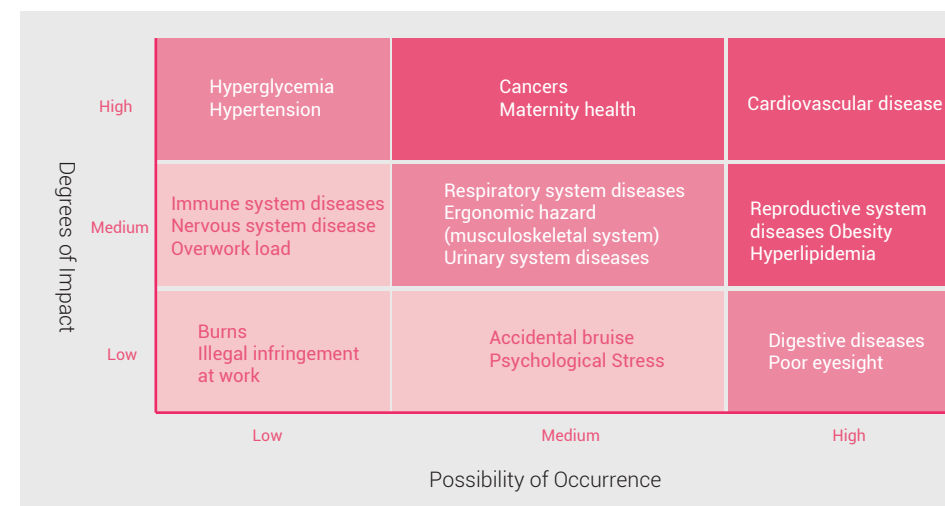 Degrees of Impact
High
Hyperglycemia
Hypertension
Cancers
Maternity health
Cardiovascular disease
Medium
Immune system diseases
Nervous system disease
Overwork load
Respiratory system diseases
Ergonomic hazard
(musculoskeletal system)
Urinary system diseases
Reproductive system
diseases Obesity
Hyperlipidemia
Low
Burns
Illegal infringement
at work
Accidental bruise
Psychological Stress
Digestive diseases
Poor eyesight
Low
Medium
High
Possibility of Occurrence